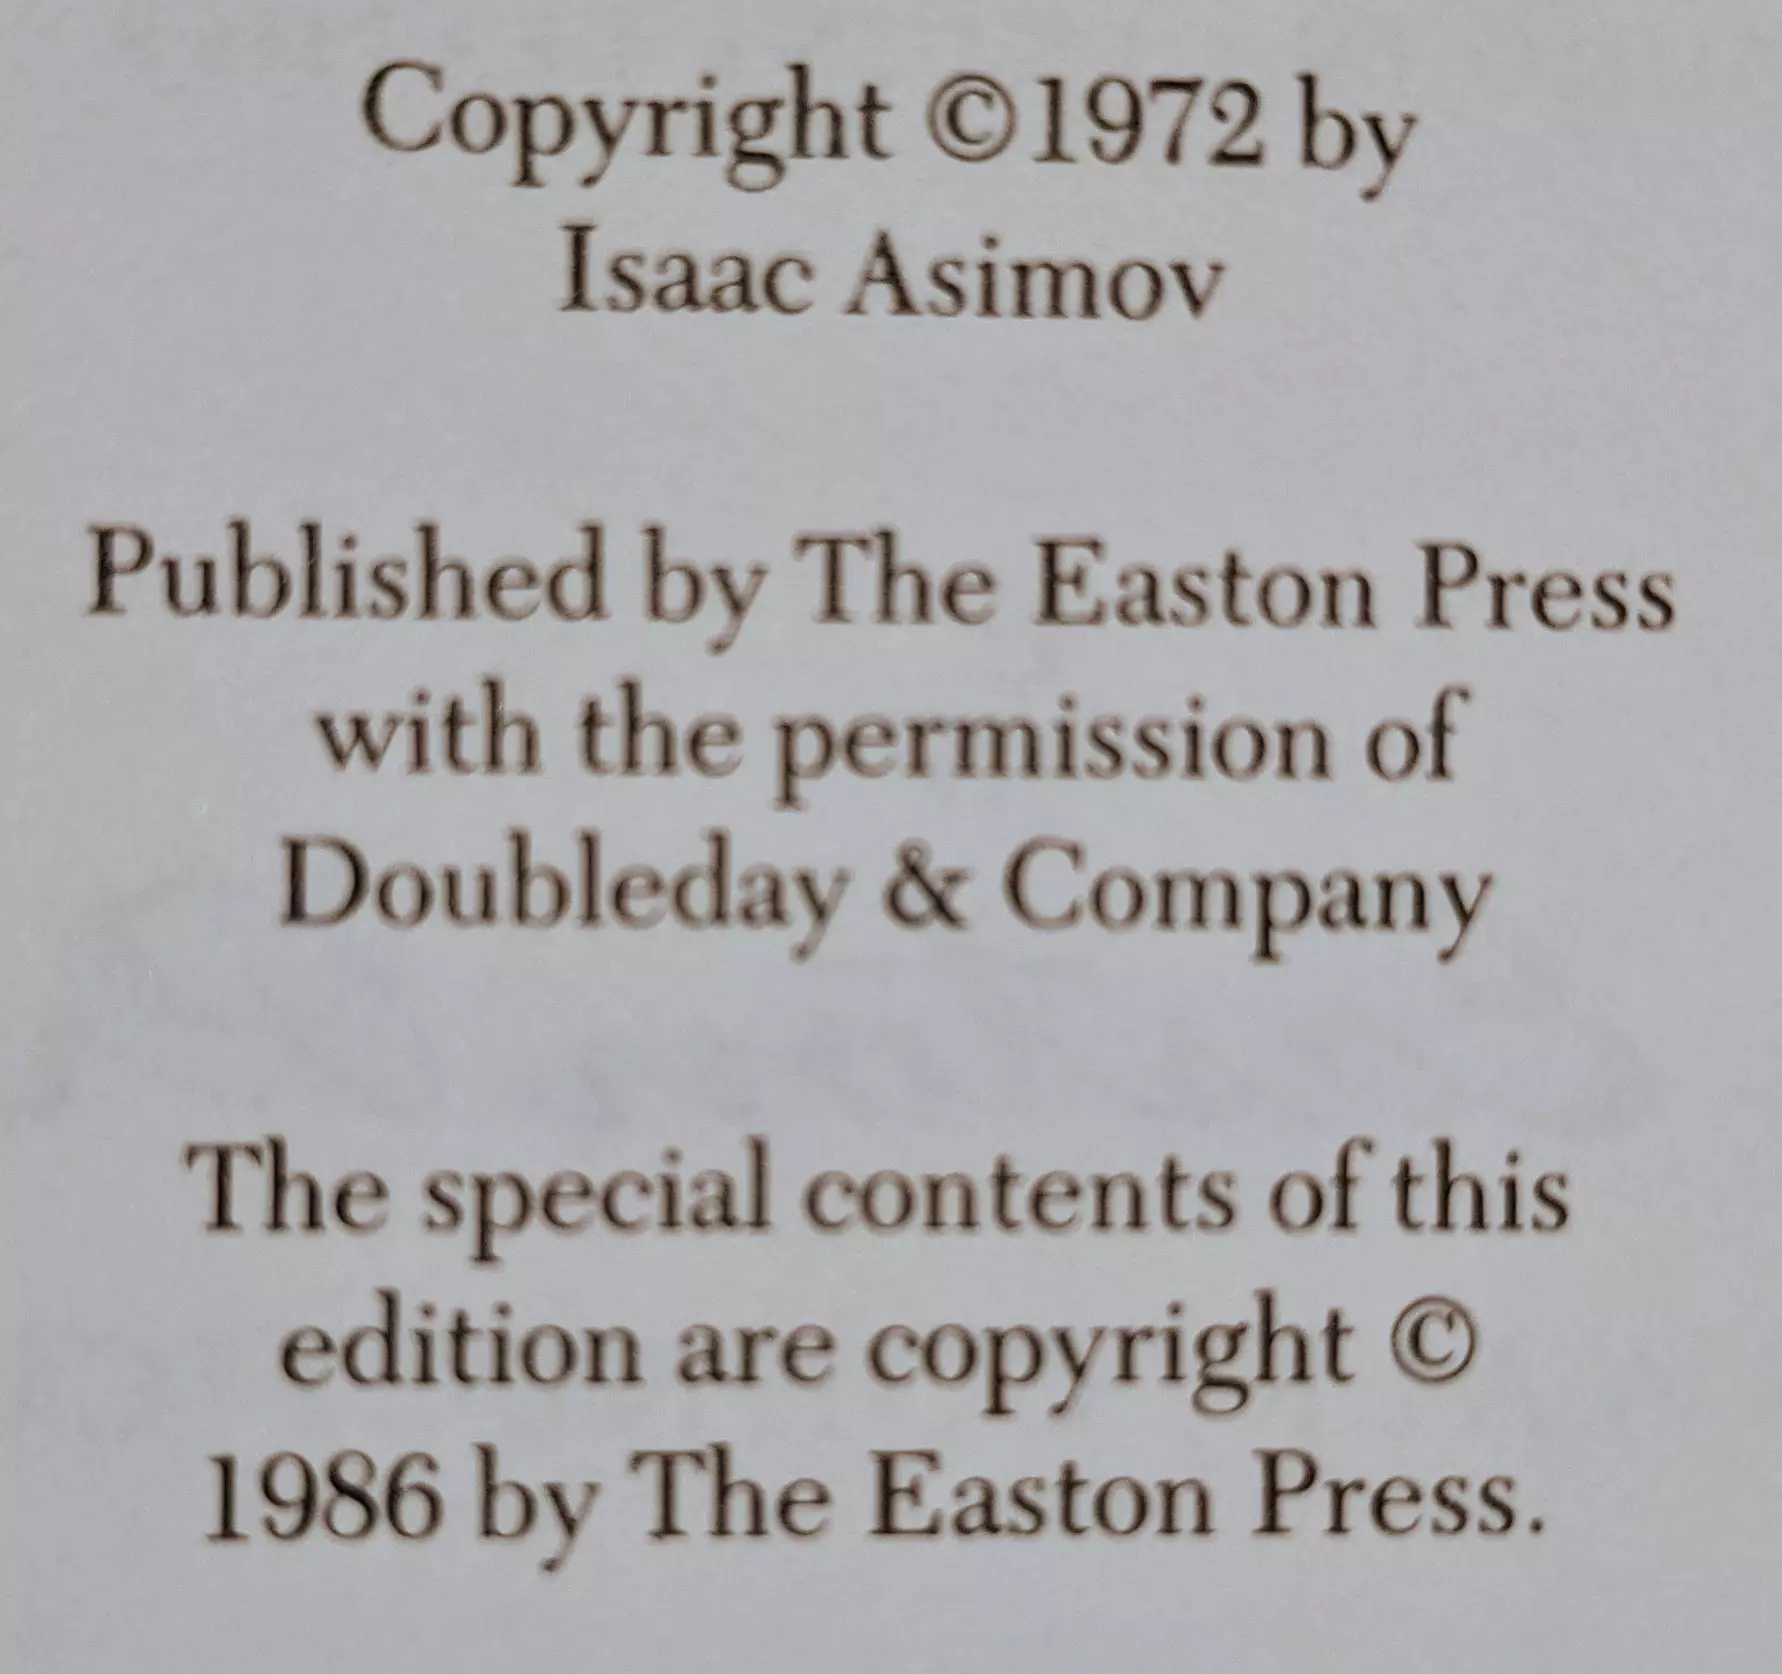 Copyright ©1972 by
Isaac Asimov
Published by The Easton Press
with the permission of
Doubleday & Company
The special contents of this
edition are copyright ©
1986 by The Easton Press.